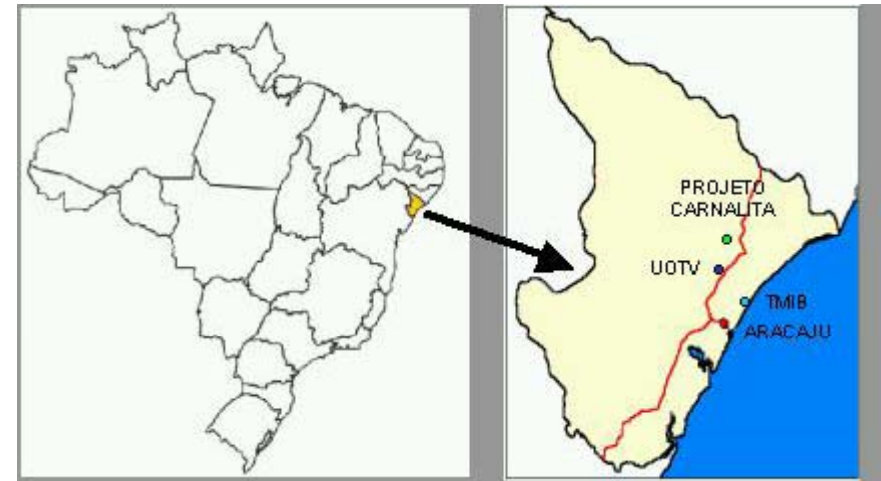 PROJETO
CARNALITA
UOTV
TMIB
ARACAJU